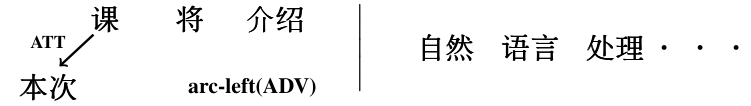 课 将 介绍
ATT
本次
arc-left(ADV)
自然 语言 处理 · · ·